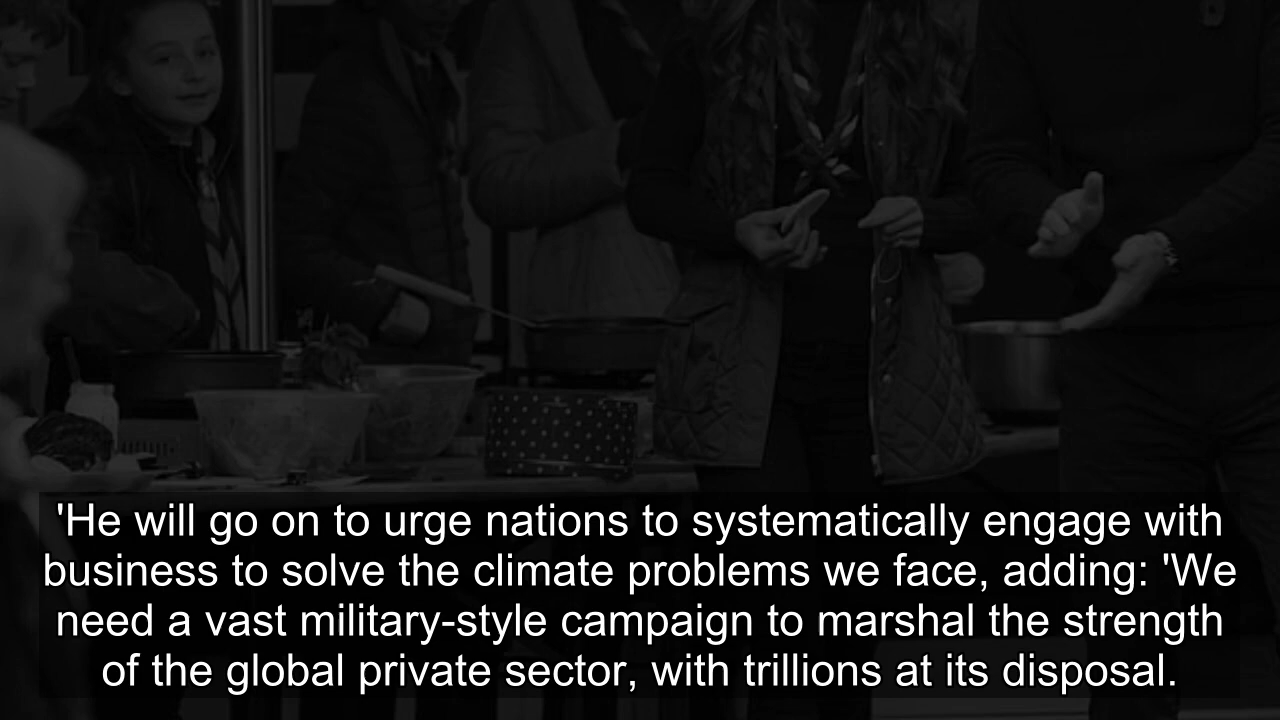 'He will go on to urge nations to systematically engage with
business to solve the climate problems we face, adding: 'We
need a vast military-style campaign to marshal the strength
of the global private sector, with trillions at its disposal.